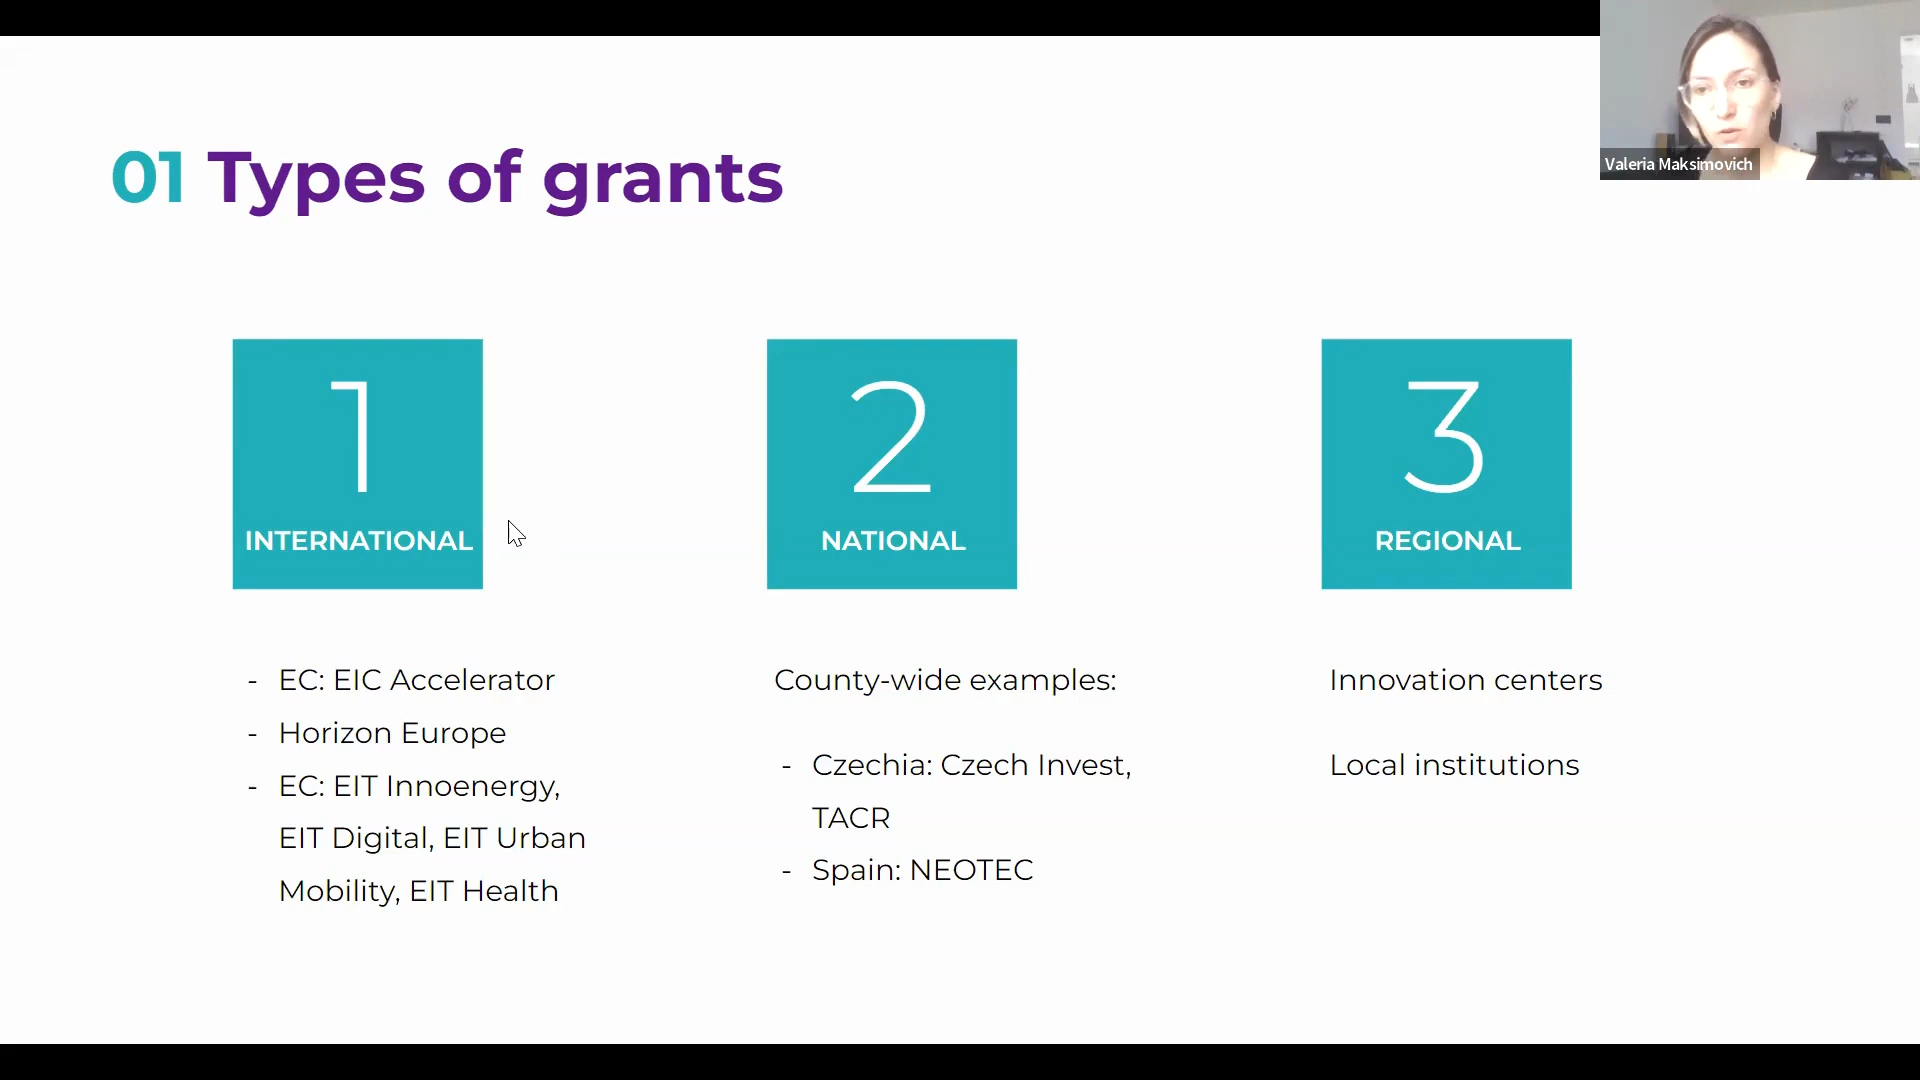 Valeria Maksimovich
01 Types of grants
1
INTERNATIONAL
- EC: EIC Accelerator
- Horizon Europe
- EC: EIT Innoenergy,
EIT Digital, EIT Urban
Mobility, EIT Health
2
NATIONAL
County-wide examples:
- Czechia: Czech Invest,
TACR
- Spain: NEOTEC
3
REGIONAL
Innovation centers
Local institutions